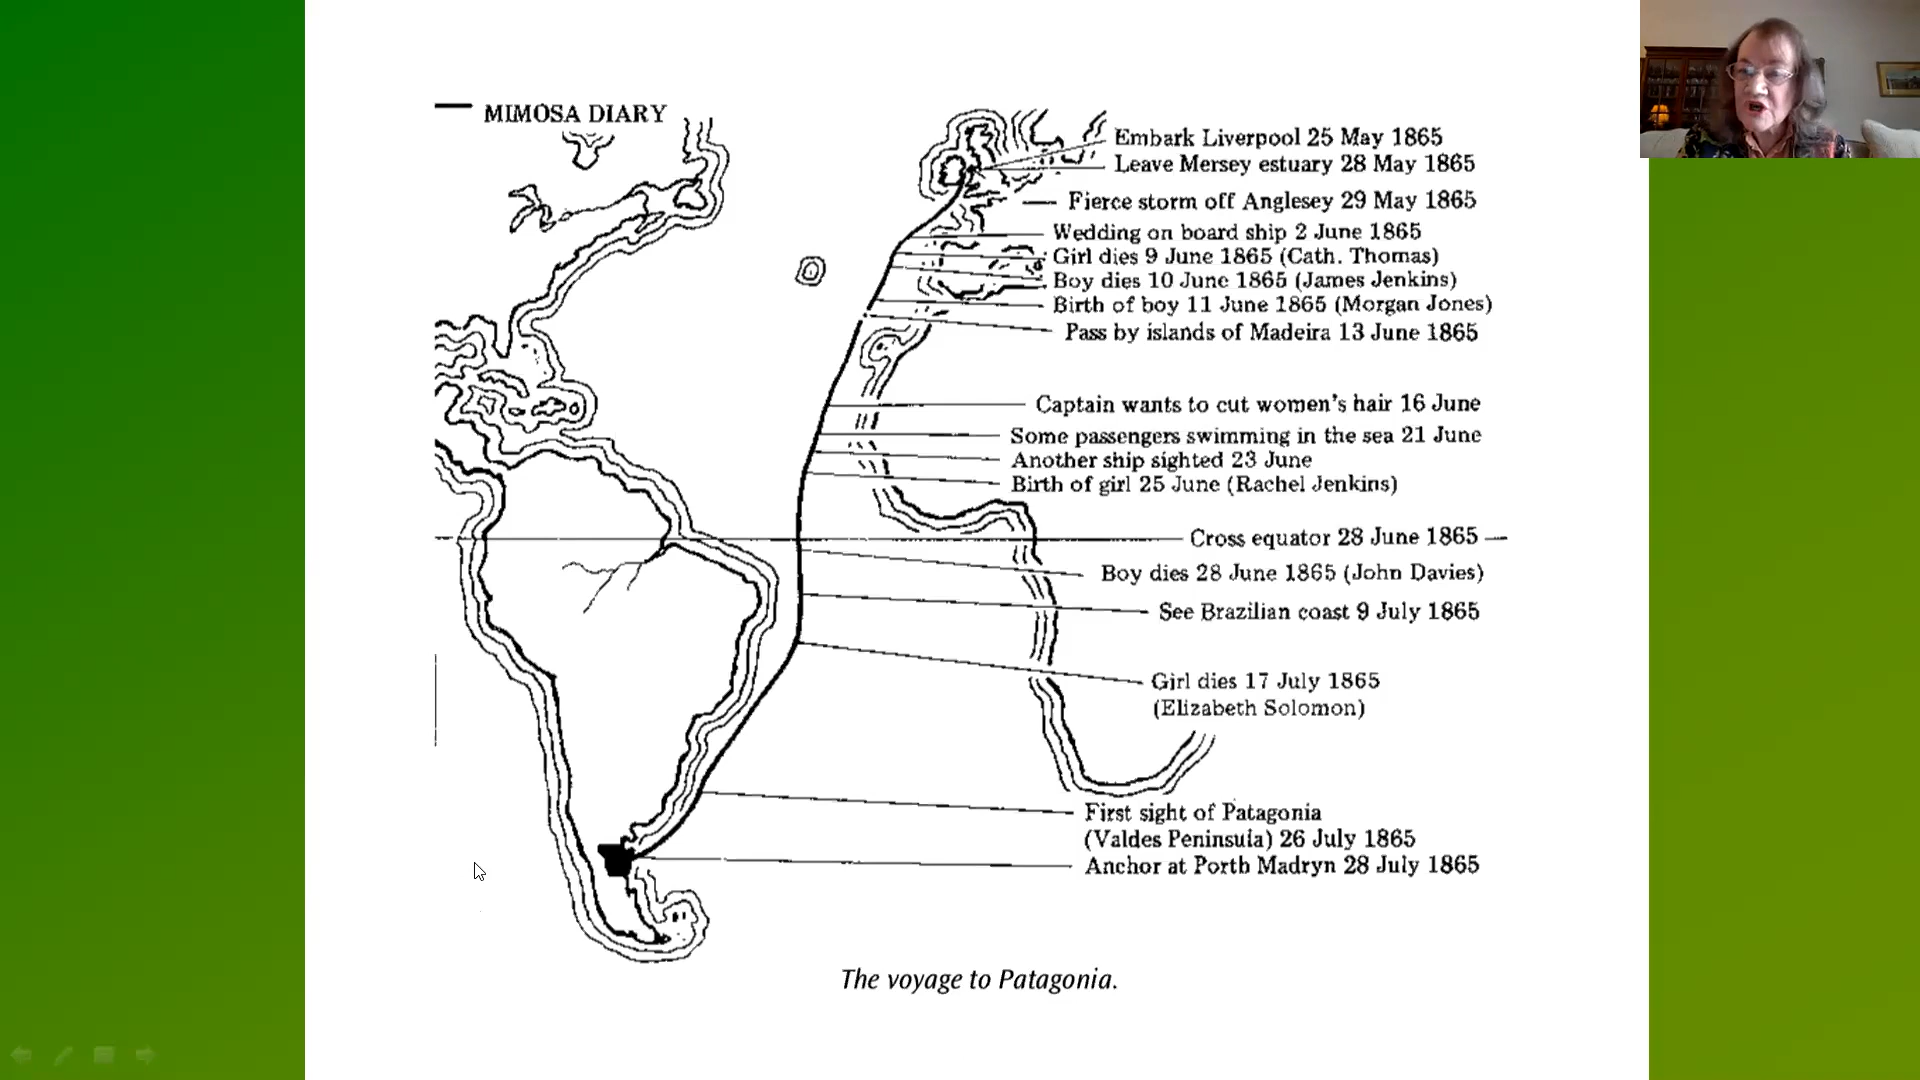 MIMOSA DIARY
Embark Liverpool 25 May 1865
Leave Mersey estuary 28 May 1865
Fierce storm off Anglesey 29 May 1865
Wedding on board ship 2 June 1865
Girl dies 9 June 1865 (Cath. Thomas)
Boy dies 10 June 1865 (James Jenkins)
Birth of boy 11 June 1865 (Morgan Jones)
Pass by islands of Madeira 13 June 1865
Captain wants to cut women's hair 16 June
Some passengers swimming in the sea 21 June
Another ship sighted 23 June
Birth of girl 25 June (Rachel Jenkins)
Cross equator 28 June 1865
Boy dies 28 June 1865 (John Davies)
See Brazilian coast 9 July 1865
Girl dies 17 July 1865
(Elizabeth Solomon)
First sight of Patagonia
(Valdes Peninsula) 26 July 1865
Anchor at Porth Madryn 28 July 1865
The voyage to Patagonia.